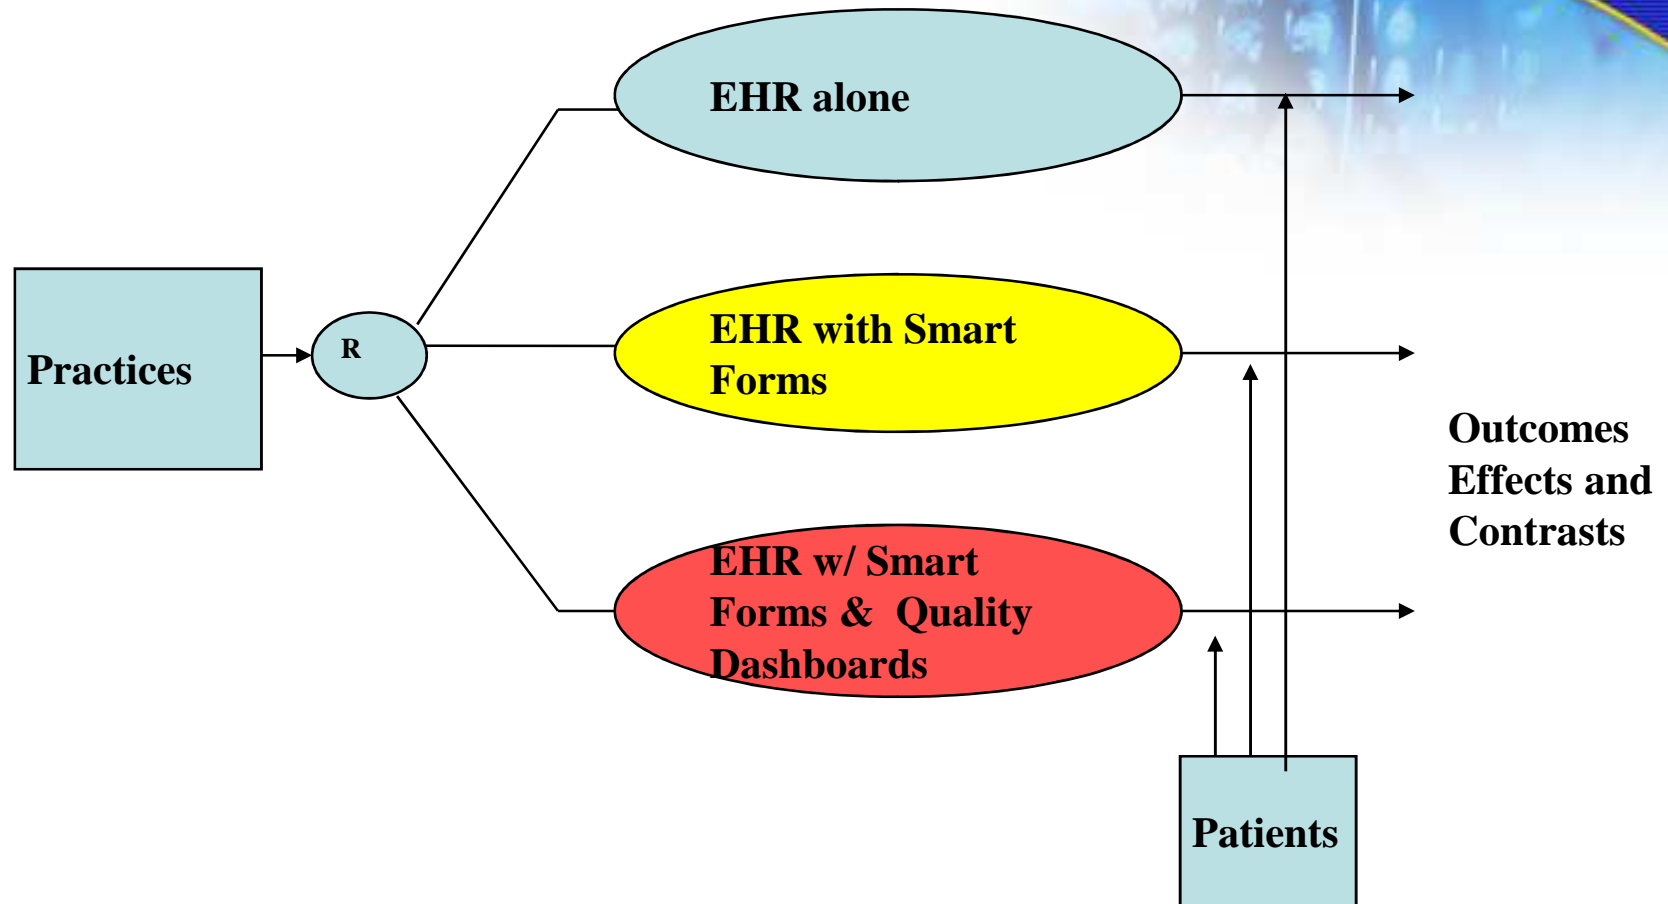 EHR alone
Practices
R
EHR with Smart
Forms
EHR w/ Smart
Forms & Quality
Dashboards
Outcomes
Effects and
Contrasts
Patients